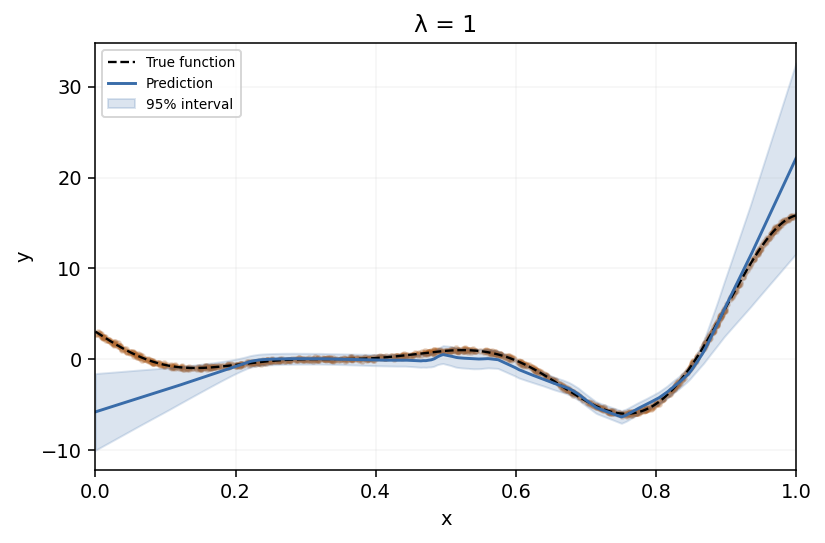 λ = 1
True function
Prediction
95% interval
30
20
10
0
−10
y
0.0 0.2 0.4 0.6 0.8 1.0
x